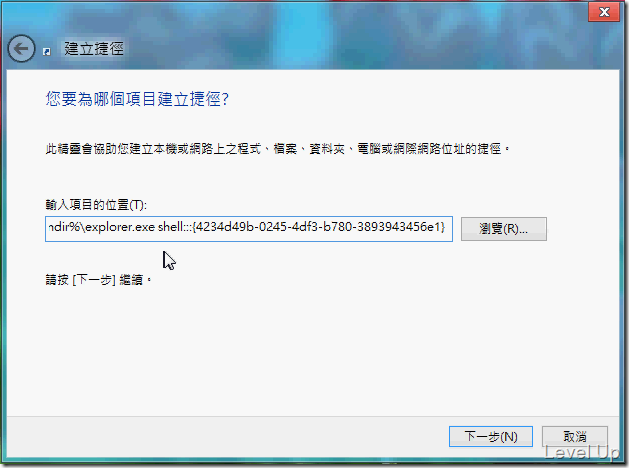 建立捷徑
您要為哪個項目建立捷徑?
此精靈會協助您建立本機或網路上之程式、檔案、資料夾、電腦或網際網路位址的捷徑。
輸入項目的位置(T):
ndir%\explorer.exe shell:::{4234d49b-0245-4df3-b780-3893943456e1}
瀏覽(R)...
請按 [下一步] 繼續。
下一步(N)
取消
Level Up